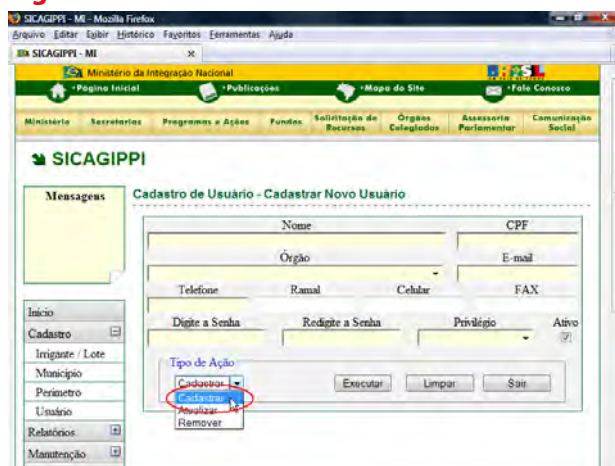 SICAGIPPI - MI - Mozilla Firefox
Arquivo Editar Exibir Histórico Favoritos Ferramentas Ajuda
SICAGIPPI - MI
Ministério da Integração Nacional
BRASIL
Página Inicial Publicações Mapa do Site Fale Conosco
Ministério Secretarias Programas e Ações Fundos Solicitação de Recursos Órgãos Colegiados Assessoria Parlamentar Comunicação Social
SICAGIPPI
Mensagens
Cadastro de Usuário - Cadastrar Novo Usuário
Nome CPF
Órgão E-mail
Telefone Ramal Celular FAX
Digite a Senha Redigite a Senha Privilégio Ativo
Tipo de Ação
Cadastrar Executar Limpar Sair
Cadastrar
Atualizar
Remover
Início
Cadastro
Irrigante / Lote
Município
Perímetro
Usuário
Relatórios
Manutenção